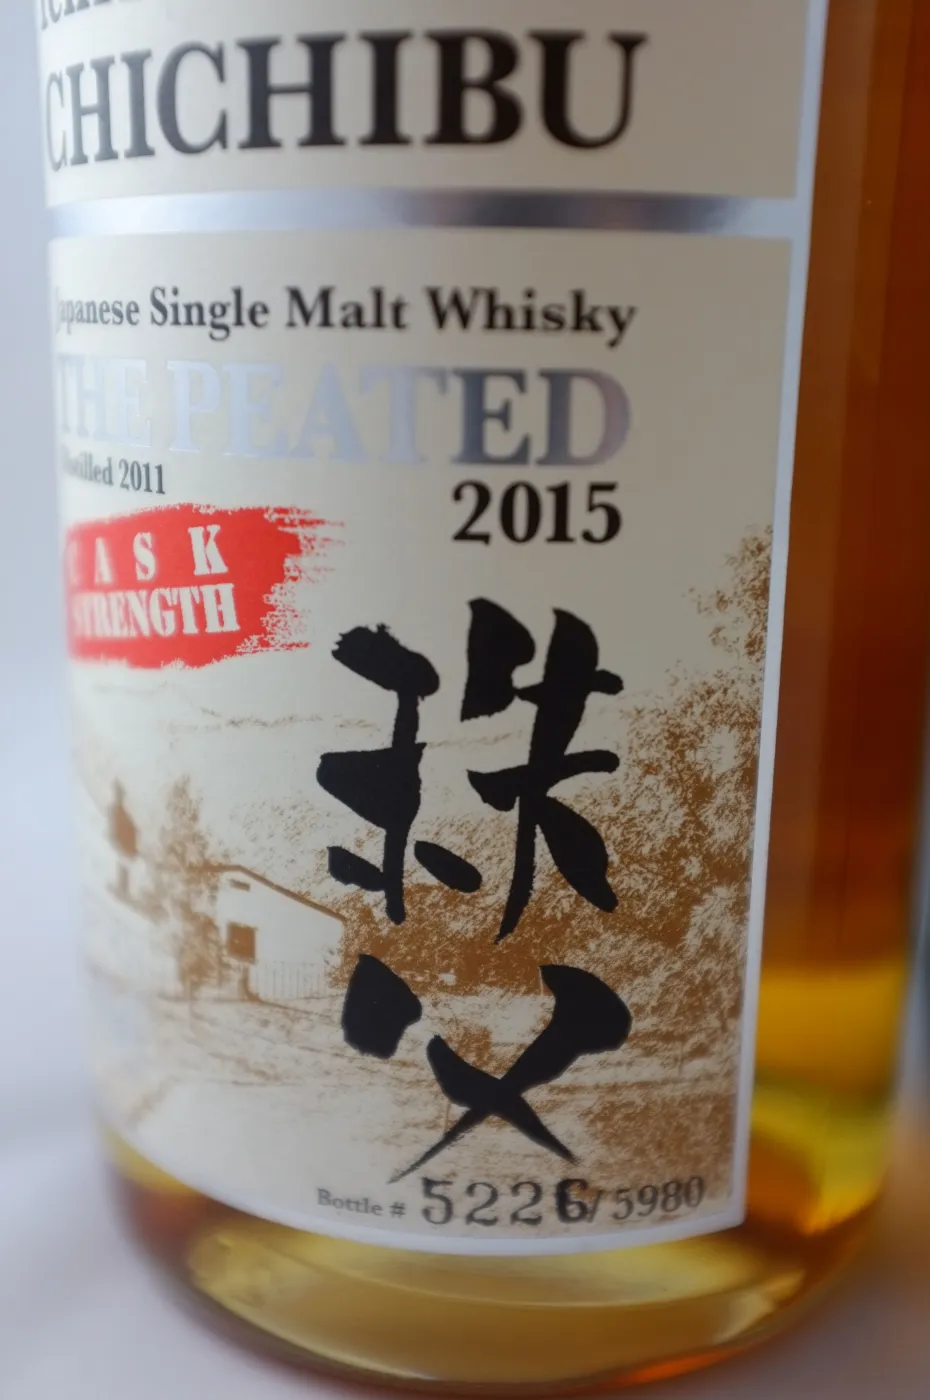 CHICHIBU
Japanese Single Malt Whisky
THE PEATED
Distilled 2011
2015
CASK
STRENGTH
秩父
Bottle # 5226/5980